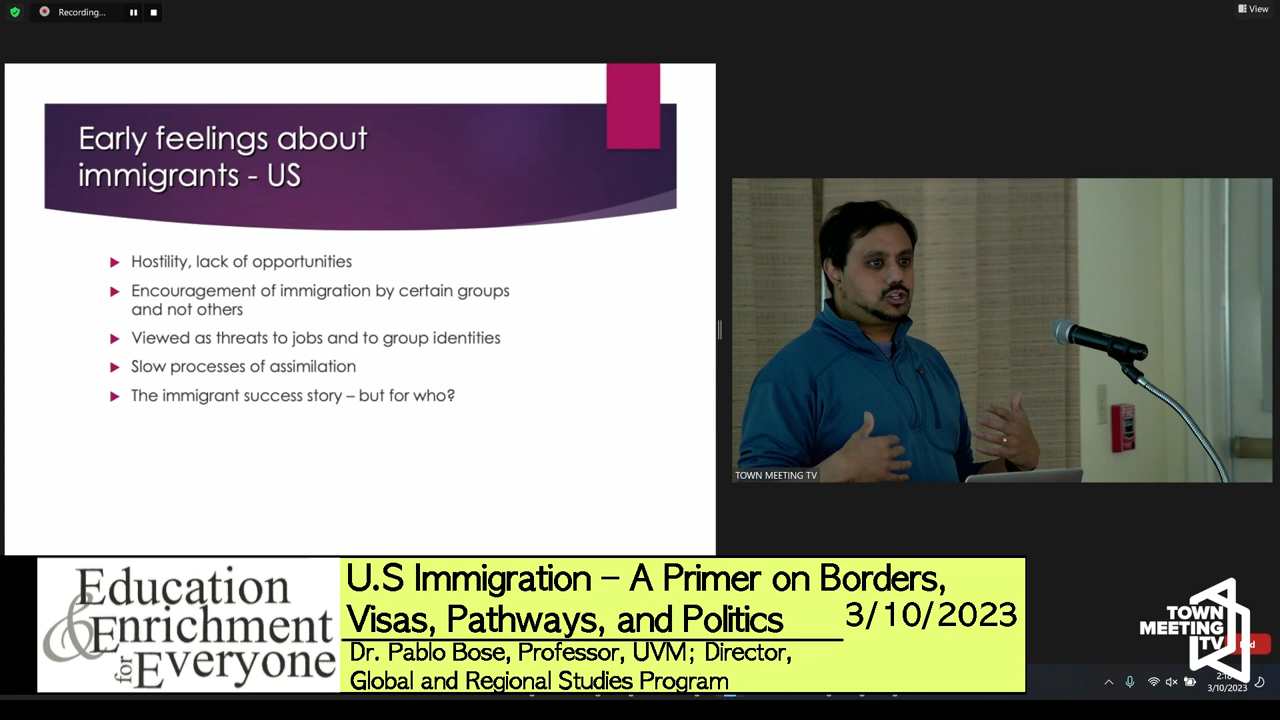 Recording...
View
Early feelings about
immigrants - US
Hostility, lack of opportunities
Encouragement of immigration by certain groups
and not others
Viewed as threats to jobs and to group identities
Slow processes of assimilation
The immigrant success story – but for who?
TOWN MEETING TV
Education
& Enrichment
for Everyone
U.S Immigration – A Primer on Borders,
Visas, Pathways, and Politics
3/10/2023
Dr. Pablo Bose, Professor, UVM; Director,
Global and Regional Studies Program
TOWN
MEETING
TV
3/10/2023